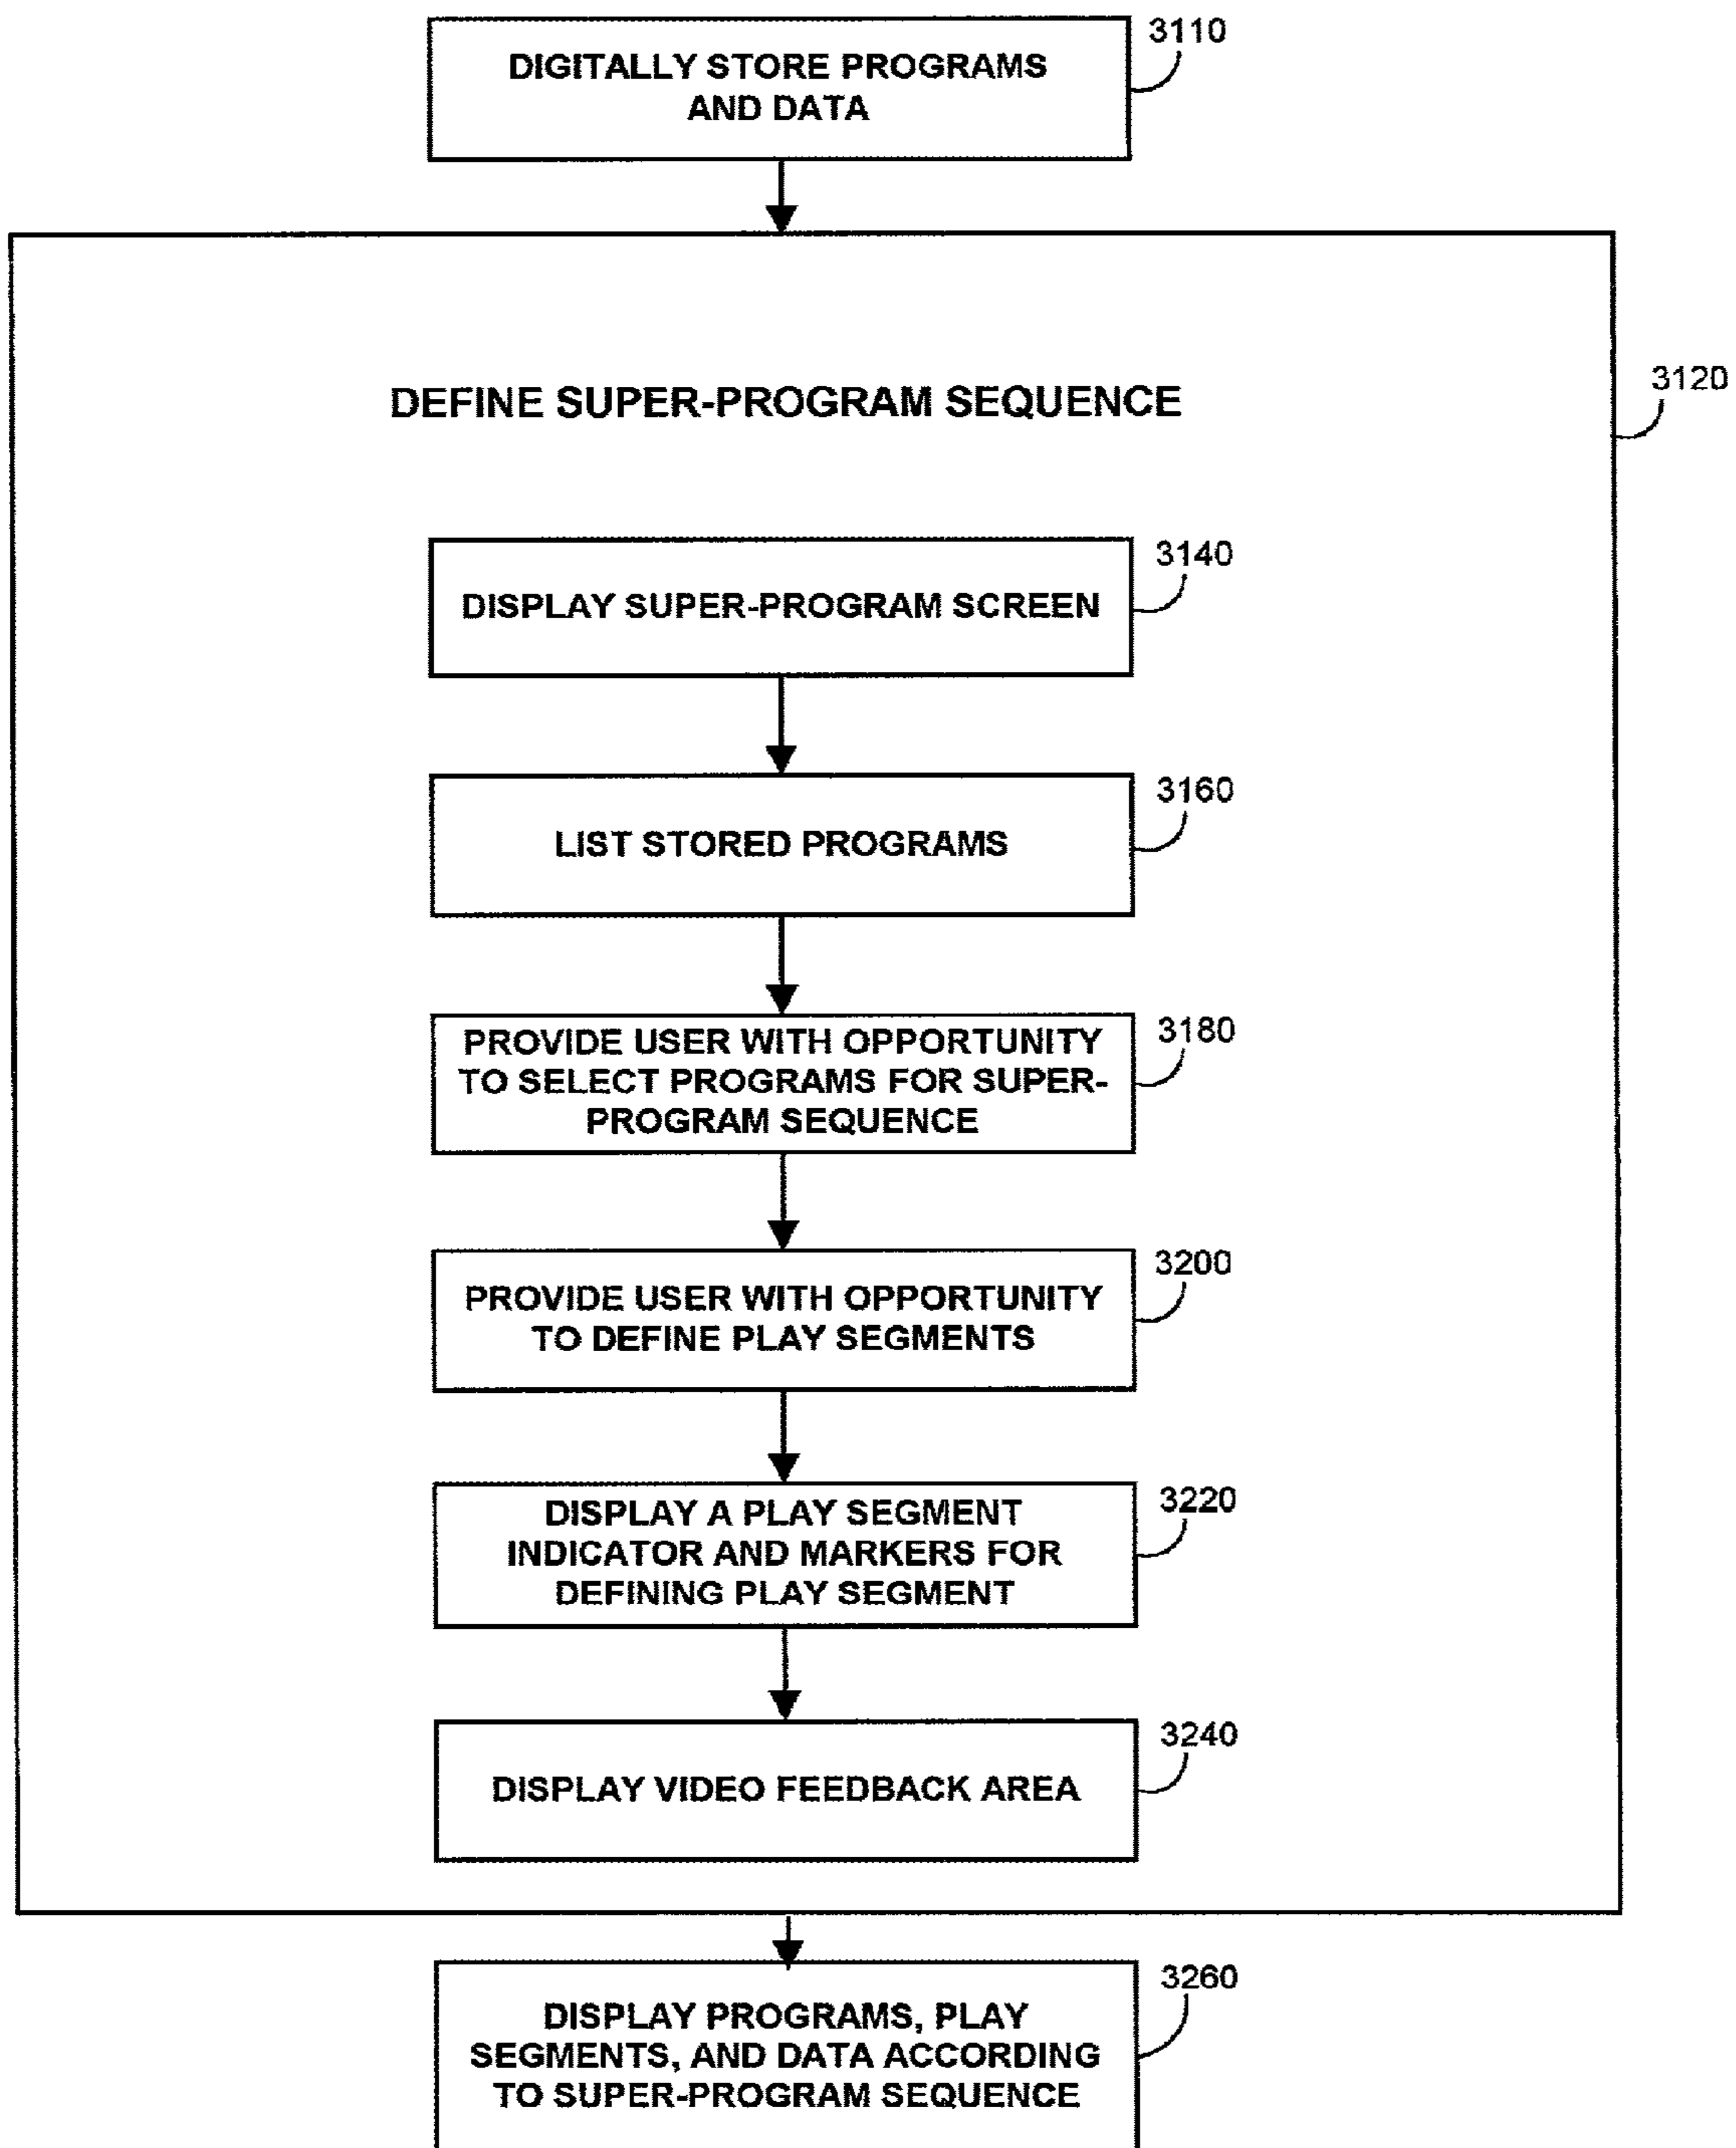 3110
DIGITALLY STORE PROGRAMS
AND DATA
DEFINE SUPER-PROGRAM SEQUENCE
3120
3140
DISPLAY SUPER-PROGRAM SCREEN
3160
LIST STORED PROGRAMS
3180
PROVIDE USER WITH OPPORTUNITY
TO SELECT PROGRAMS FOR SUPER-
PROGRAM SEQUENCE
3200
PROVIDE USER WITH OPPORTUNITY
TO DEFINE PLAY SEGMENTS
3220
DISPLAY A PLAY SEGMENT
INDICATOR AND MARKERS FOR
DEFINING PLAY SEGMENT
3240
DISPLAY VIDEO FEEDBACK AREA
3260
DISPLAY PROGRAMS, PLAY
SEGMENTS, AND DATA ACCORDING
TO SUPER-PROGRAM SEQUENCE